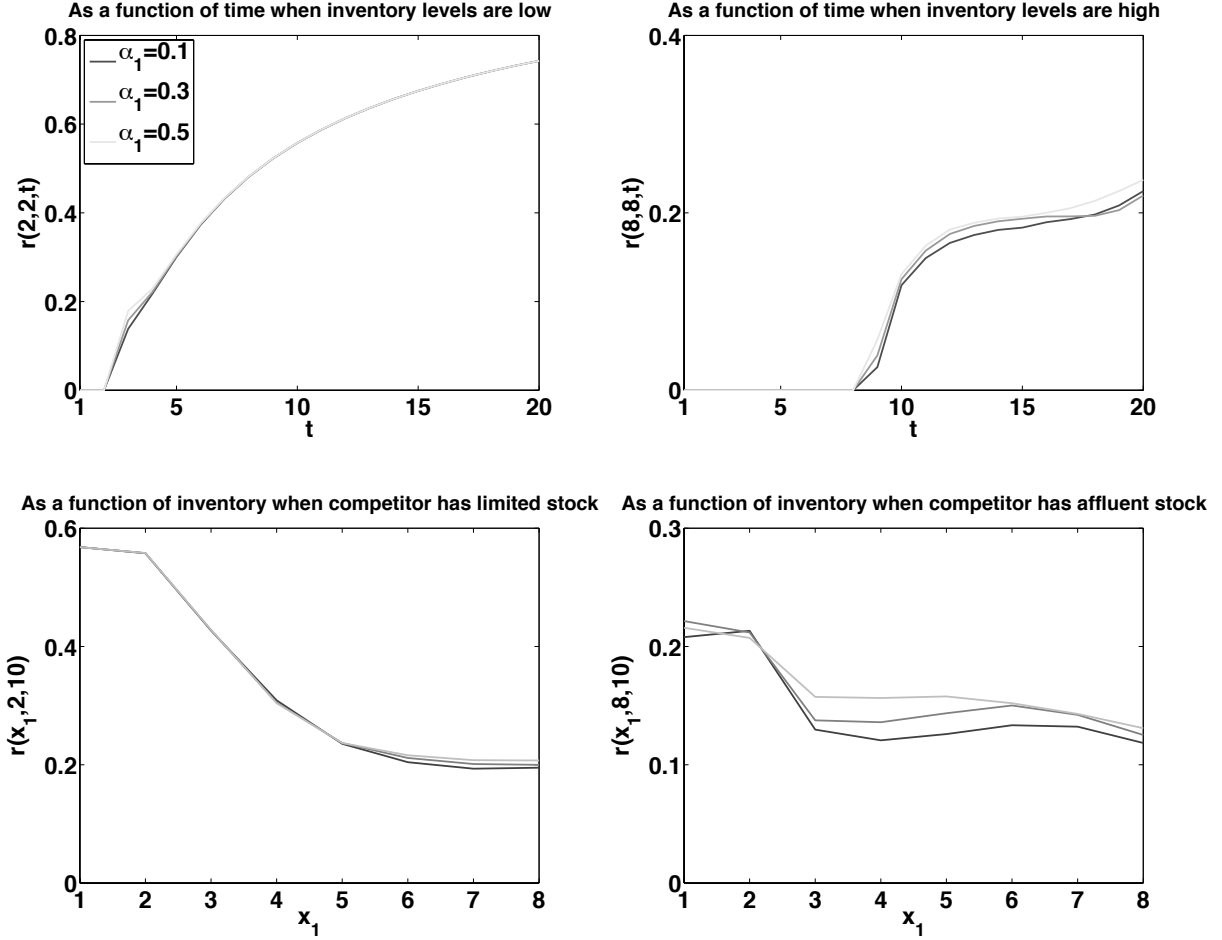 As a function of time when inventory levels are low
0.8
0.6
0.4
0.2
0
r(2,2,t)
α₁=0.1
α₁=0.3
α₁=0.5
1 5 10 15 20
t
As a function of time when inventory levels are high
0.4
0.2
0
r(8,8,t)
1 5 10 15 20
t
As a function of inventory when competitor has limited stock
0.6
0.4
0.2
0
r(x₁,2,10)
1 2 3 4 5 6 7 8
x₁
As a function of inventory when competitor has affluent stock
0.3
0.2
0.1
0
r(x₁,8,10)
1 2 3 4 5 6 7 8
x₁